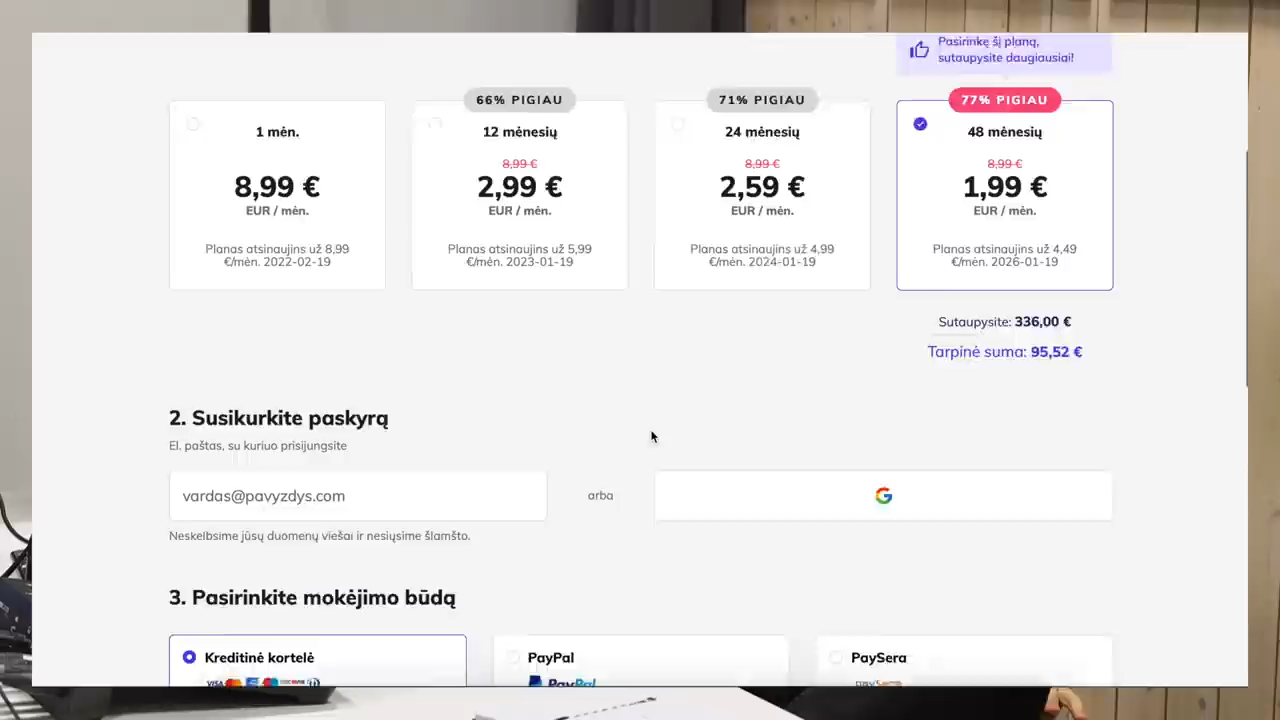 Pasirinkę šį planą,
sutaupysite daugiausiai!
66% PIGIAU
71% PIGIAU
77% PIGIAU
1 mėn.
12 mėnesių
24 mėnesių
48 mėnesių
8,99 €
8,99 €
8,99 €
8,99 €
2,99 €
2,59 €
1,99 €
EUR / mėn.
EUR / mėn.
EUR / mėn.
EUR / mėn.
Planas atsinaujins už 8,99
€/mėn. 2022-02-19
Planas atsinaujins už 5,99
€/mėn. 2023-01-19
Planas atsinaujins už 4,99
€/mėn. 2024-01-19
Planas atsinaujins už 4,49
€/mėn. 2026-01-19
Sutaupysite: 336,00 €
Tarpinė suma: 95,52 €
2. Susikurkite paskyrą
El. paštas, su kuriuo prisijungsite
vardas@pavyzdys.com
arba
Neskelbsime jūsų duomenų viešai ir nesiųsime šlamšto.
3. Pasirinkite mokėjimo būdą
Kreditinė kortelė
PayPal
PaySera
VISA
PayPal
paysera